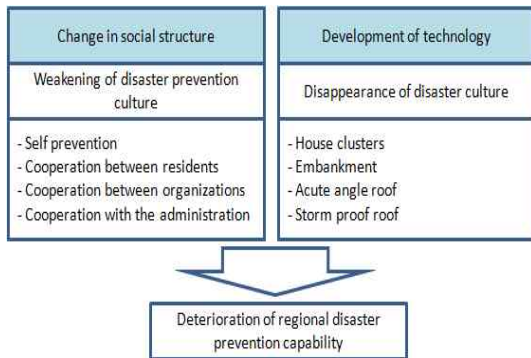 Change in social structure
Weakening of disaster prevention
culture
- Self prevention
- Cooperation between residents
- Cooperation between organizations
- Cooperation with the administration
Development of technology
Disappearance of disaster culture
- House clusters
- Embankment
- Acute angle roof
- Storm proof roof
Deterioration of regional disaster
prevention capability